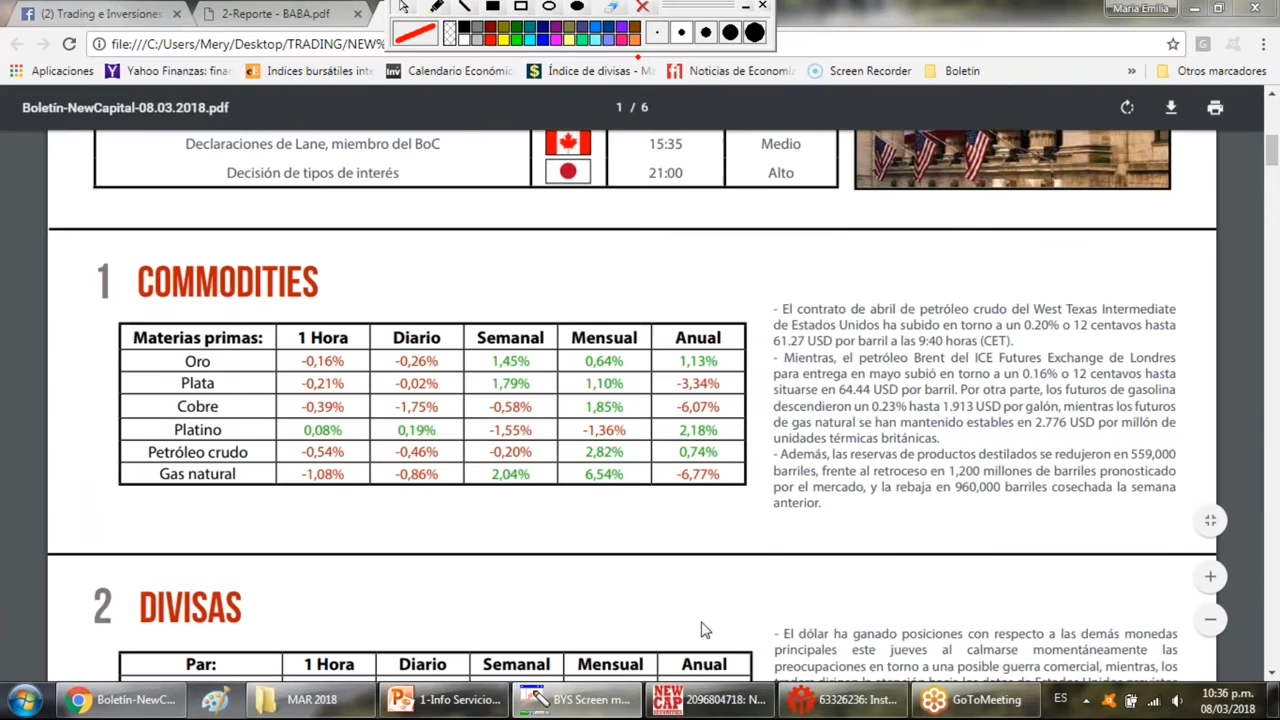 (2) Trading e Inversiones
2-Reporte - BABA.pdf
Maria Emilia
file:///C:/Users/Mery/Desktop/TRADING/NEW%
Aplicaciones
Yahoo Finanzas: finan
Indices bursátiles inte
Calendario Económic
Índice de divisas - Ma
Noticias de Economía
Screen Recorder
Boletín
»
Otros marcadores
Boletín-NewCapital-08.03.2018.pdf
1 / 6
Declaraciones de Lane, miembro del BoC 15:35 Medio
Decisión de tipos de interés 21:00 Alto
1 COMMODITIES
Materias primas: 1 Hora Diario Semanal Mensual Anual
Oro -0,16% -0,26% 1,45% 0,64% 1,13%
Plata -0,21% -0,02% 1,79% 1,10% -3,34%
Cobre -0,39% -1,75% -0,58% 1,85% -6,07%
Platino 0,08% 0,19% -1,55% -1,36% 2,18%
Petróleo crudo -0,54% -0,46% -0,20% 2,82% 0,74%
Gas natural -1,08% -0,86% 2,04% 6,54% -6,77%
- El contrato de abril de petróleo crudo del West Texas Intermediate
de Estados Unidos ha subido en torno a un 0.20% o 12 centavos hasta
61.27 USD por barril a las 9:40 horas (CET).
- Mientras, el petróleo Brent del ICE Futures Exchange de Londres
para entrega en mayo subió en torno a un 0.16% o 12 centavos hasta
situarse en 64.44 USD por barril. Por otra parte, los futuros de gasolina
descendieron un 0.23% hasta 1.913 USD por galón, mientras los futuros
de gas natural se han mantenido estables en 2.776 USD por millón de
unidades térmicas británicas.
- Además, las reservas de productos destilados se redujeron en 559,000
barriles, frente al retroceso en 1,200 millones de barriles pronosticado
por el mercado, y la rebaja en 960,000 barriles cosechada la semana
anterior.
2 DIVISAS
Par: 1 Hora Diario Semanal Mensual Anual
- El dólar ha ganado posiciones con respecto a las demás monedas
principales este jueves al calmarse momentáneamente las
preocupaciones en torno a una posible guerra comercial, mientras, los
Boletín-NewC...
MAR 2018
1-Info Servicio...
BYS Screen m...
NEW CAP
2096804718: N...
63326236: Inst...
GoToMeeting
ES
10:36 p.m.
08/03/2018